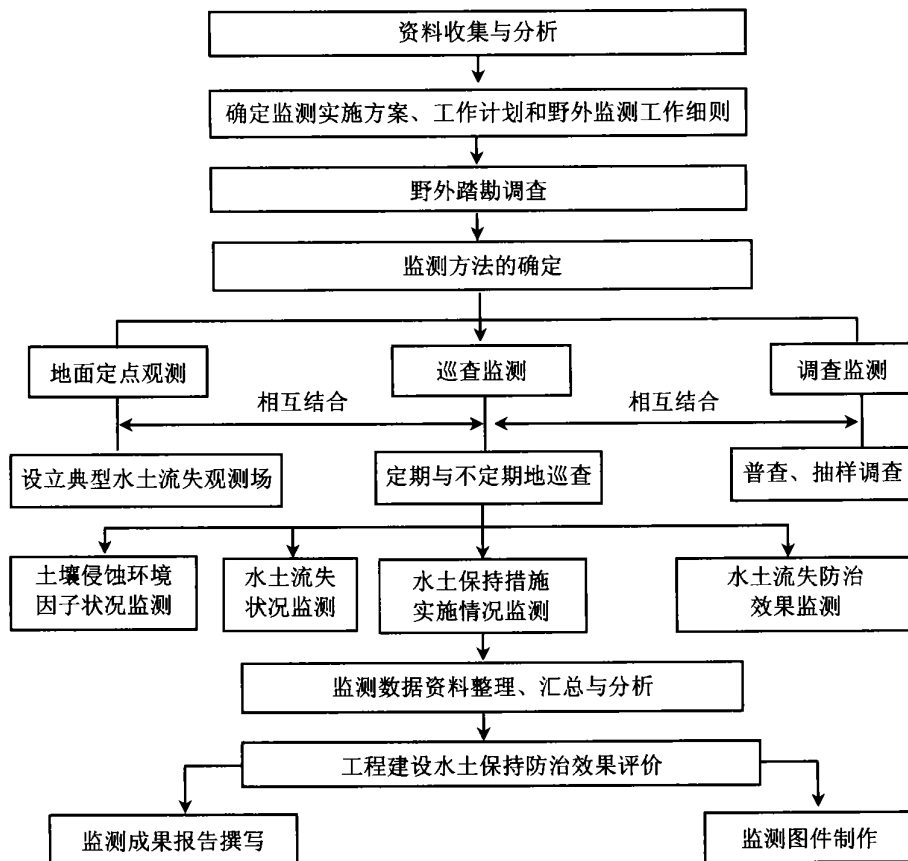 资料收集与分析
确定监测实施方案、工作计划和野外监测工作细则
野外踏勘调查
监测方法的确定
地面定点观测
巡查监测
调查监测
相互结合
相互结合
设立典型水土流失观测场
定期与不定期地巡查
普查、抽样调查
土壤侵蚀环境
因子状况监测
水土流失
状况监测
水土保持措施
实施情况监测
水土流失防治
效果监测
监测数据资料整理、汇总与分析
工程建设水土保持防治效果评价
监测成果报告撰写
监测图件制作